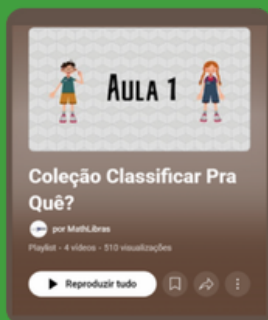 AULA 1
Coleção Classificar Pra
Quê?
por MathLibras
Playlist • 4 vídeos • 510 visualizações
Reproduzir tudo